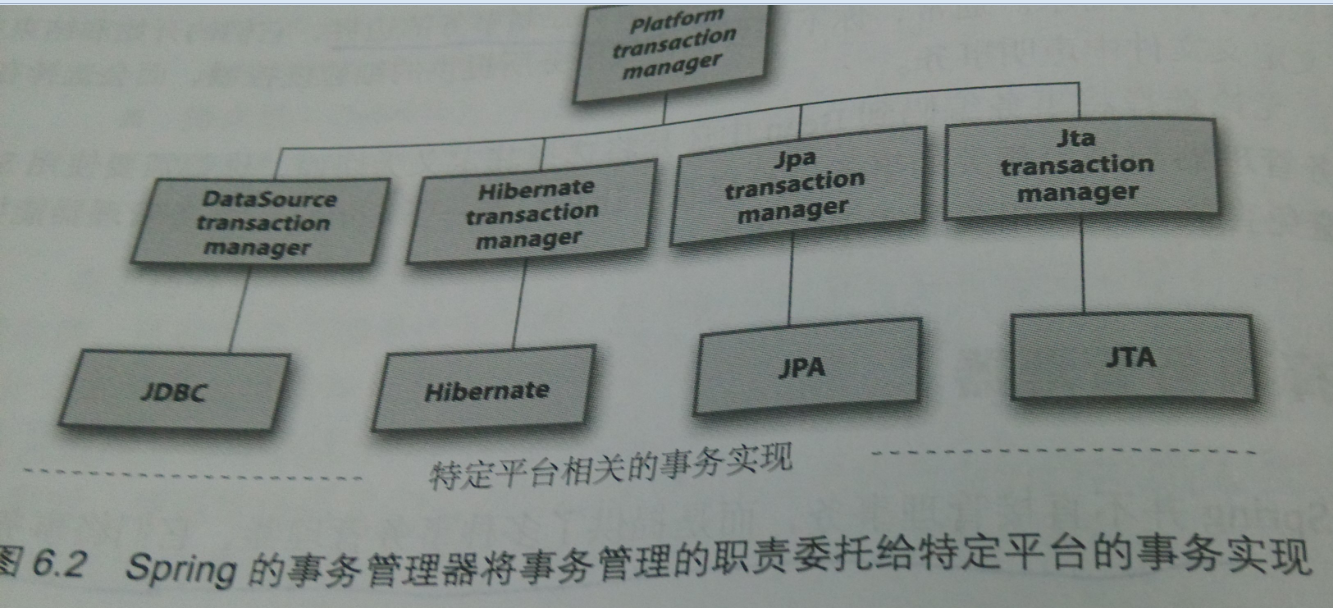 Platform
transaction
manager
DataSource
transaction
manager
Hibernate
transaction
manager
Jpa
transaction
manager
Jta
transaction
manager
JDBC
Hibernate
JPA
JTA
特定平台相关的事务实现
图 6.2 Spring 的事务管理器将事务管理的职责委托给特定平台的事务实现